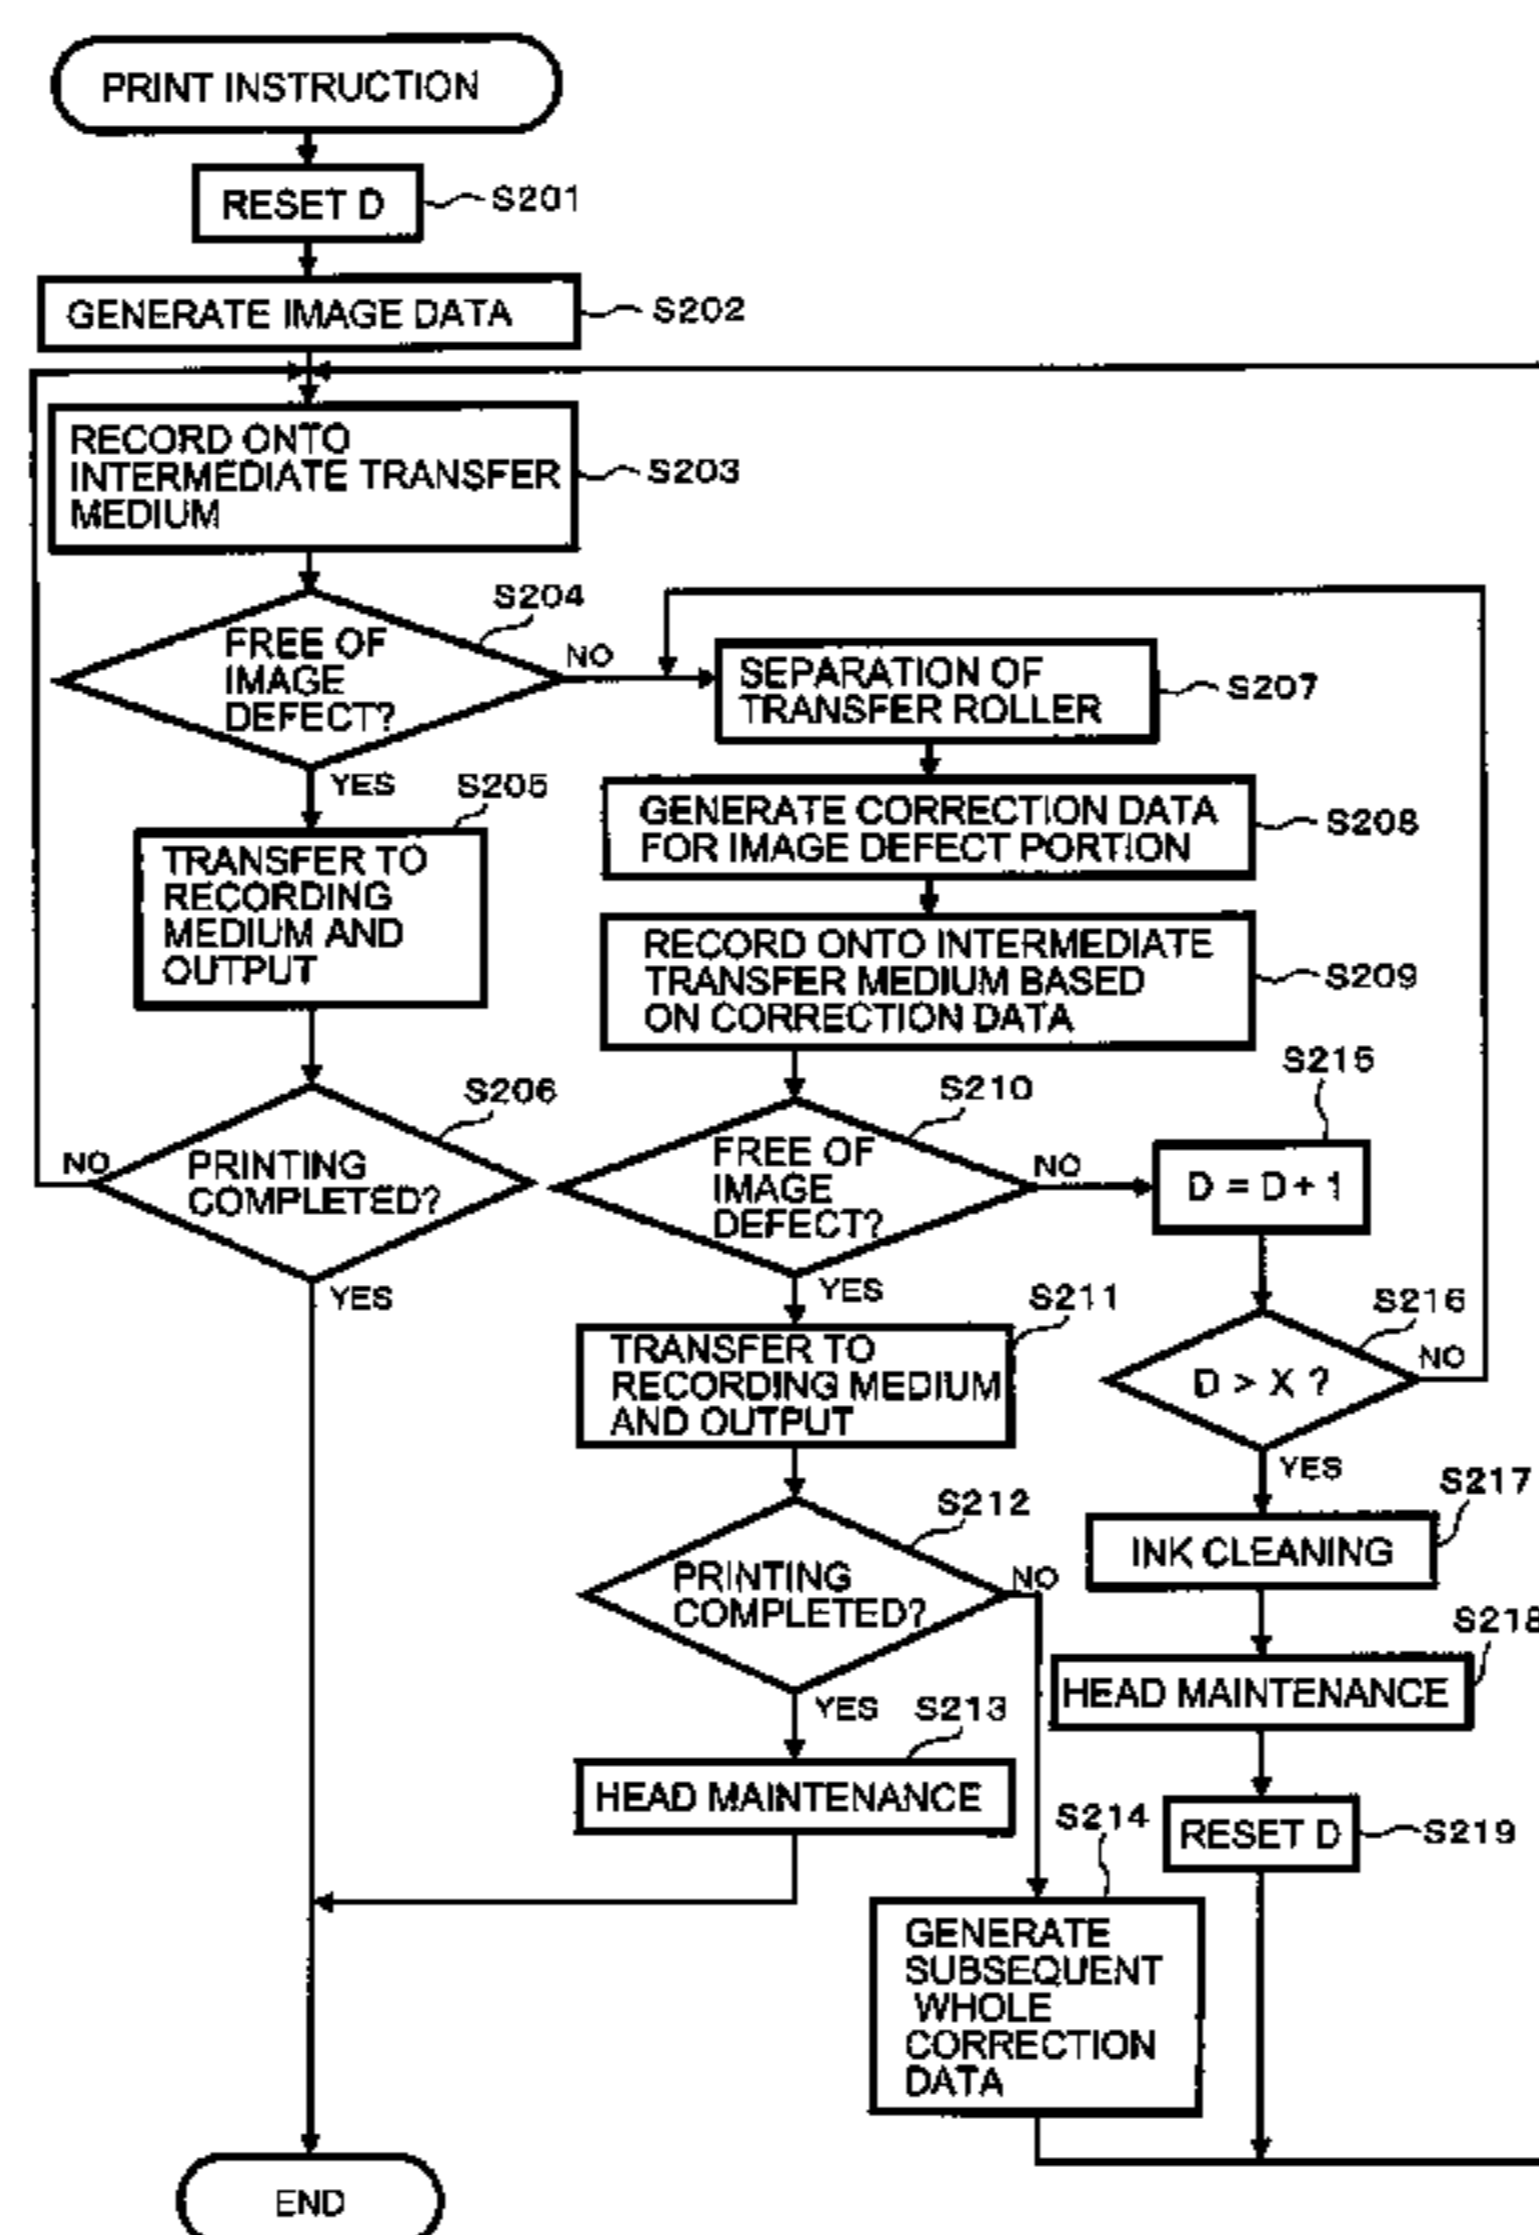 PRINT INSTRUCTION
RESET D
S201
GENERATE IMAGE DATA
S202
RECORD ONTO
INTERMEDIATE TRANSFER
MEDIUM
S203
S204
FREE OF
IMAGE
DEFECT?
NO
YES
S205
TRANSFER TO
RECORDING
MEDIUM AND
OUTPUT
S206
PRINTING
COMPLETED?
NO
YES
SEPARATION OF
TRANSFER ROLLER
S207
GENERATE CORRECTION DATA
FOR IMAGE DEFECT PORTION
S208
RECORD ONTO INTERMEDIATE
TRANSFER MEDIUM BASED
ON CORRECTION DATA
S209
S210
FREE OF
IMAGE
DEFECT?
NO
YES
S211
TRANSFER TO
RECORDING MEDIUM
AND OUTPUT
S212
PRINTING
COMPLETED?
NO
YES
S213
HEAD MAINTENANCE
S214
GENERATE
SUBSEQUENT
WHOLE
CORRECTION
DATA
S215
D = D + 1
S216
D > X ?
NO
YES
S217
INK CLEANING
S218
HEAD MAINTENANCE
RESET D
S219
END